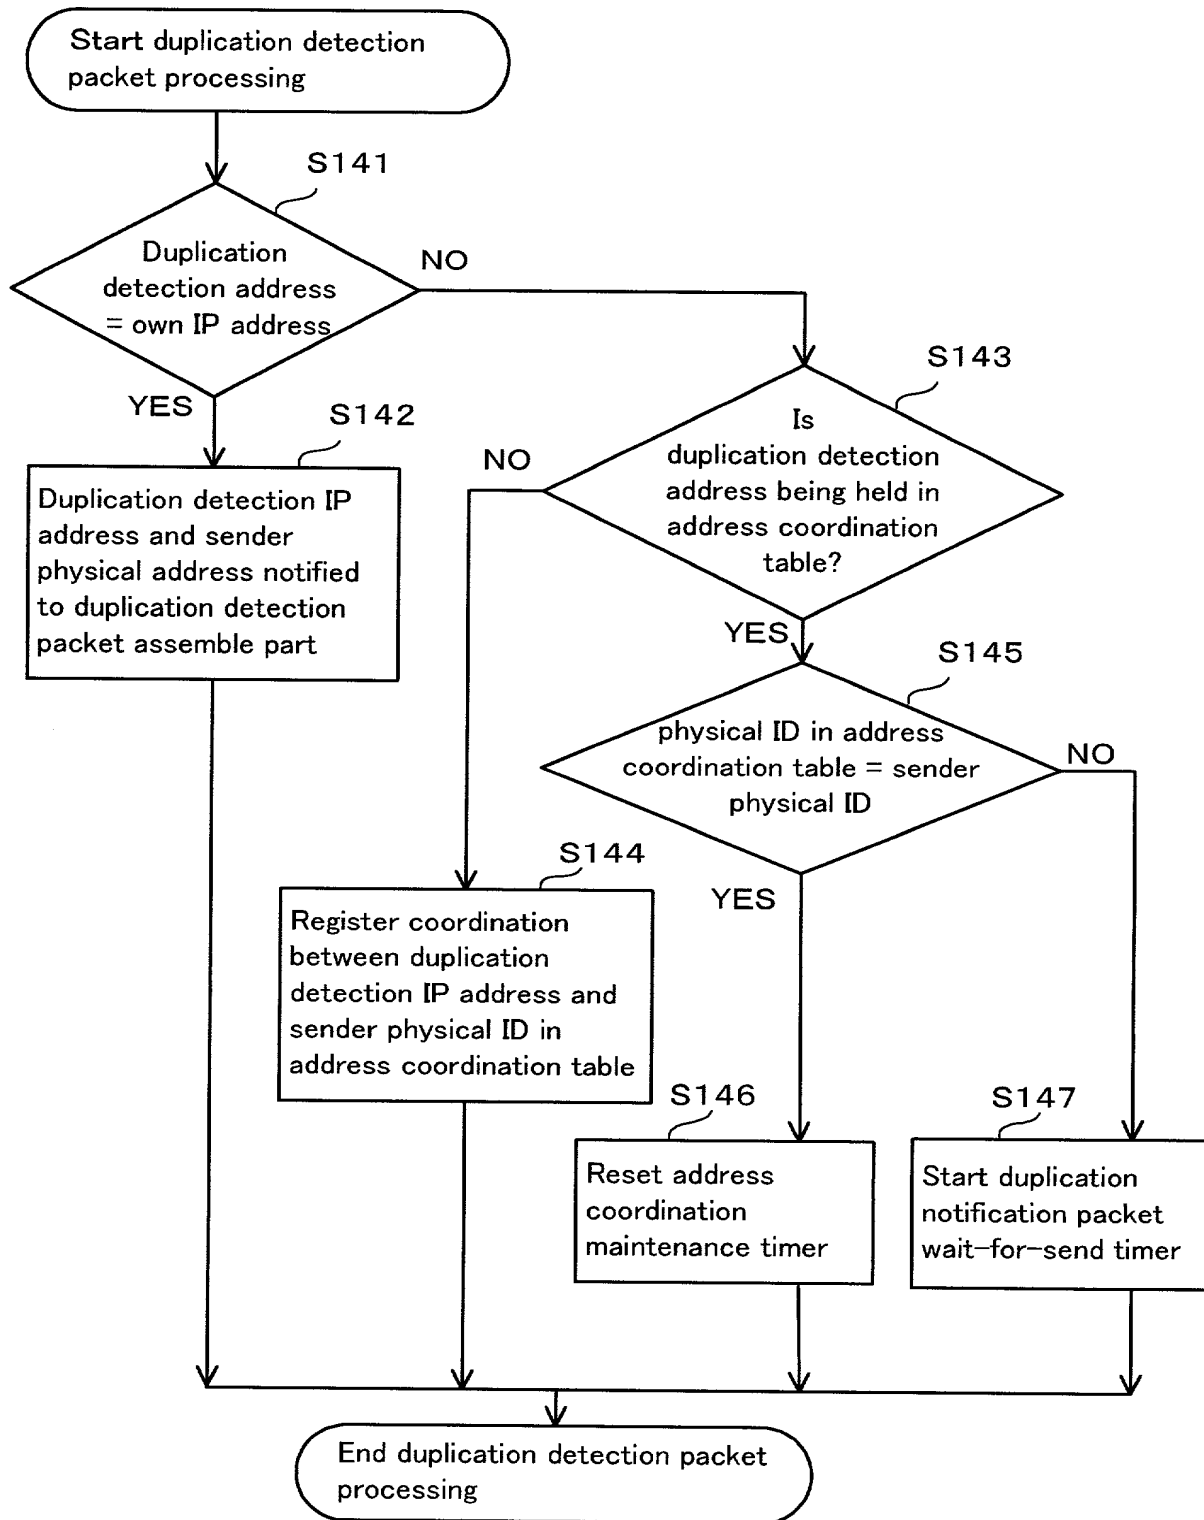 Start duplication detection
packet processing
S141
Duplication
detection address
= own IP address
NO
YES
S142
Duplication detection IP
address and sender
physical address notified
to duplication detection
packet assemble part
S143
Is
duplication detection
address being held in
address coordination
table?
NO
YES
S145
physical ID in address
coordination table = sender
physical ID
NO
YES
S144
Register coordination
between duplication
detection IP address and
sender physical ID in
address coordination table
S146
Reset address
coordination
maintenance timer
S147
Start duplication
notification packet
wait-for-send timer
End duplication detection packet
processing